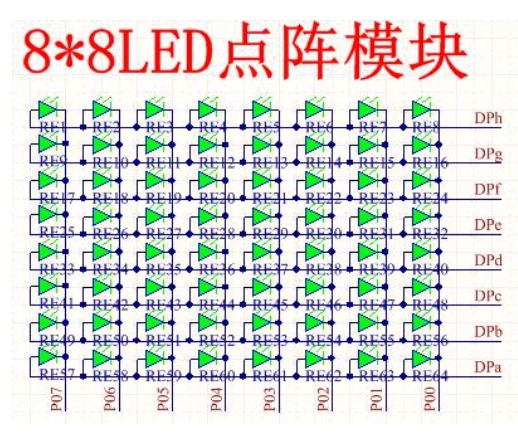 8*8LED点阵模块
RE1 RE2 RE3 RE4 RE5 RE6 RE7 RE8 DPh
RE9 RE10 RE11 RE12 RE13 RE14 RE15 RE16 DPg
RE17 RE18 RE19 RE20 RE21 RE22 RE23 RE24 DPf
RE25 RE26 RE27 RE28 RE29 RE30 RE31 RE32 DPe
RE33 RE34 RE35 RE36 RE37 RE38 RE39 RE40 DPd
RE41 RE42 RE43 RE44 RE45 RE46 RE47 RE48 DPc
RE49 RE50 RE51 RE52 RE53 RE54 RE55 RE56 DPb
RE57 RE58 RE59 RE60 RE61 RE62 RE63 RE64 DPa
P07 P06 P05 P04 P03 P02 P01 P00